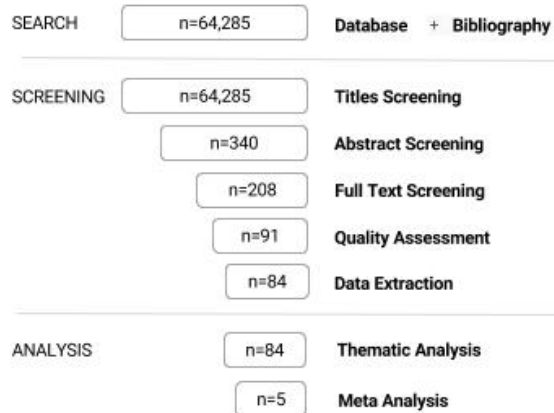 SEARCH n=64,285 Database + Bibliography
SCREENING n=64,285 Titles Screening
n=340 Abstract Screening
n=208 Full Text Screening
n=91 Quality Assessment
n=84 Data Extraction
ANALYSIS n=84 Thematic Analysis
n=5 Meta Analysis